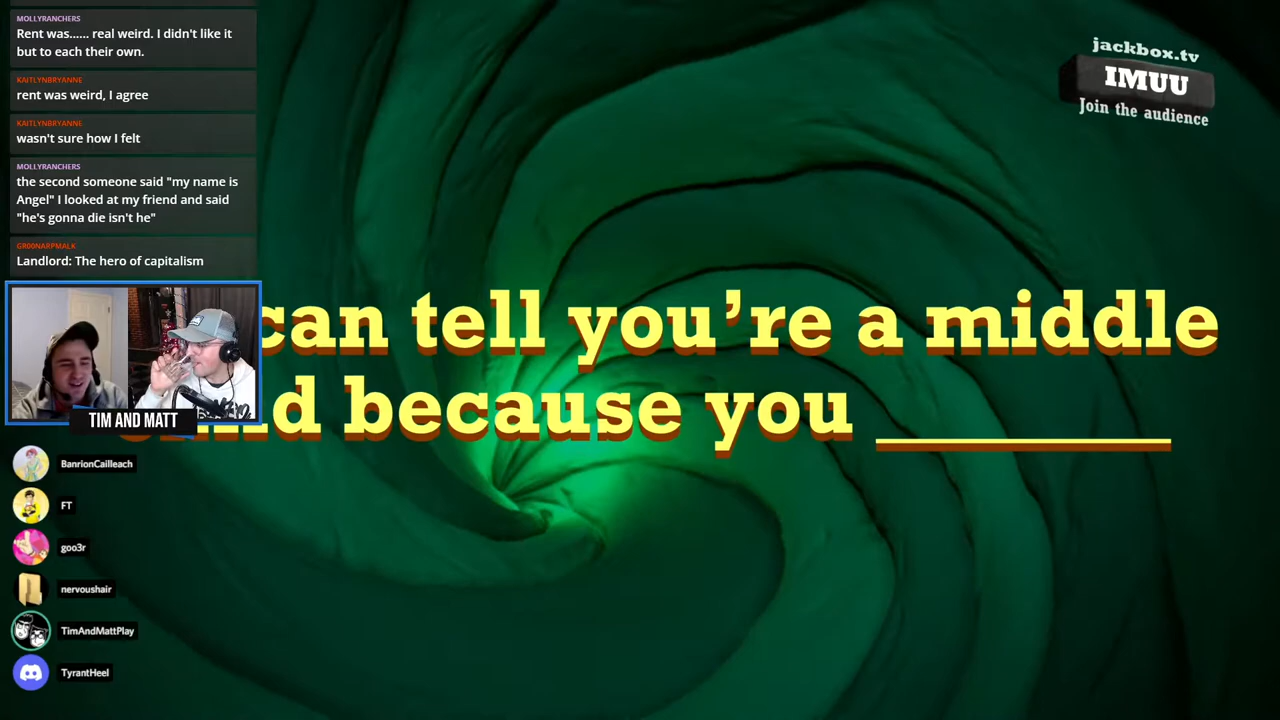 MOLLYRANCHERS
Rent was...... real weird. I didn't like it
but to each their own.
KAITLYNBRYANNE
rent was weird, I agree
KAITLYNBRYANNE
wasn't sure how I felt
MOLLYRANCHERS
the second someone said "my name is
Angel" I looked at my friend and said
"he's gonna die isn't he"
GR00NARPMALK
Landlord: The hero of capitalism
jackbox.tv
IMUU
Join the audience
can tell you're a middle
because you
TIM AND MATT
BanrionCailleach
FT
goo3r
nervoushair
TimAndMattPlay
TyrantHeel